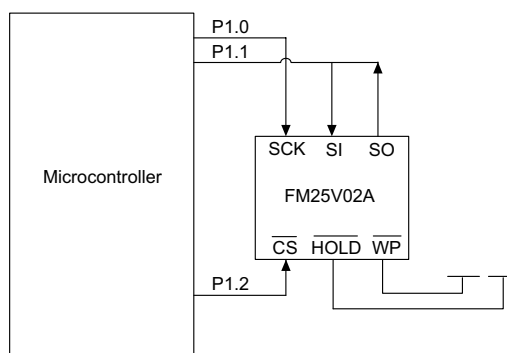 P1.0
P1.1
SCK SI SO
Microcontroller
FM25V02A
CS HOLD WP
P1.2